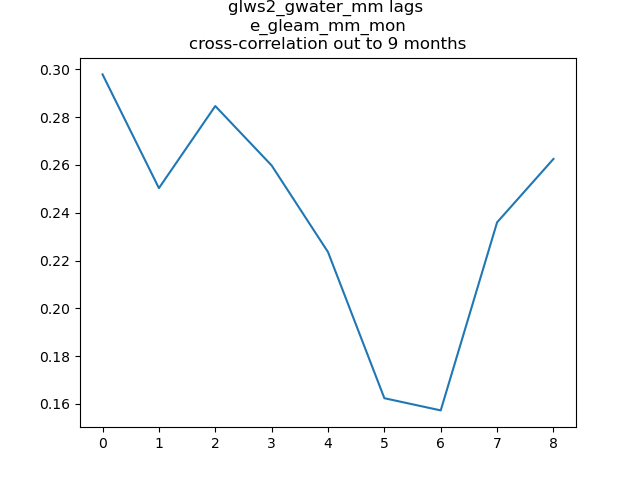 glws2_gwater_mm lags
e_gleam_mm_mon
cross-correlation out to 9 months
0.30
0.28
0.26
0.24
0.22
0.20
0.18
0.16
0 1 2 3 4 5 6 7 8